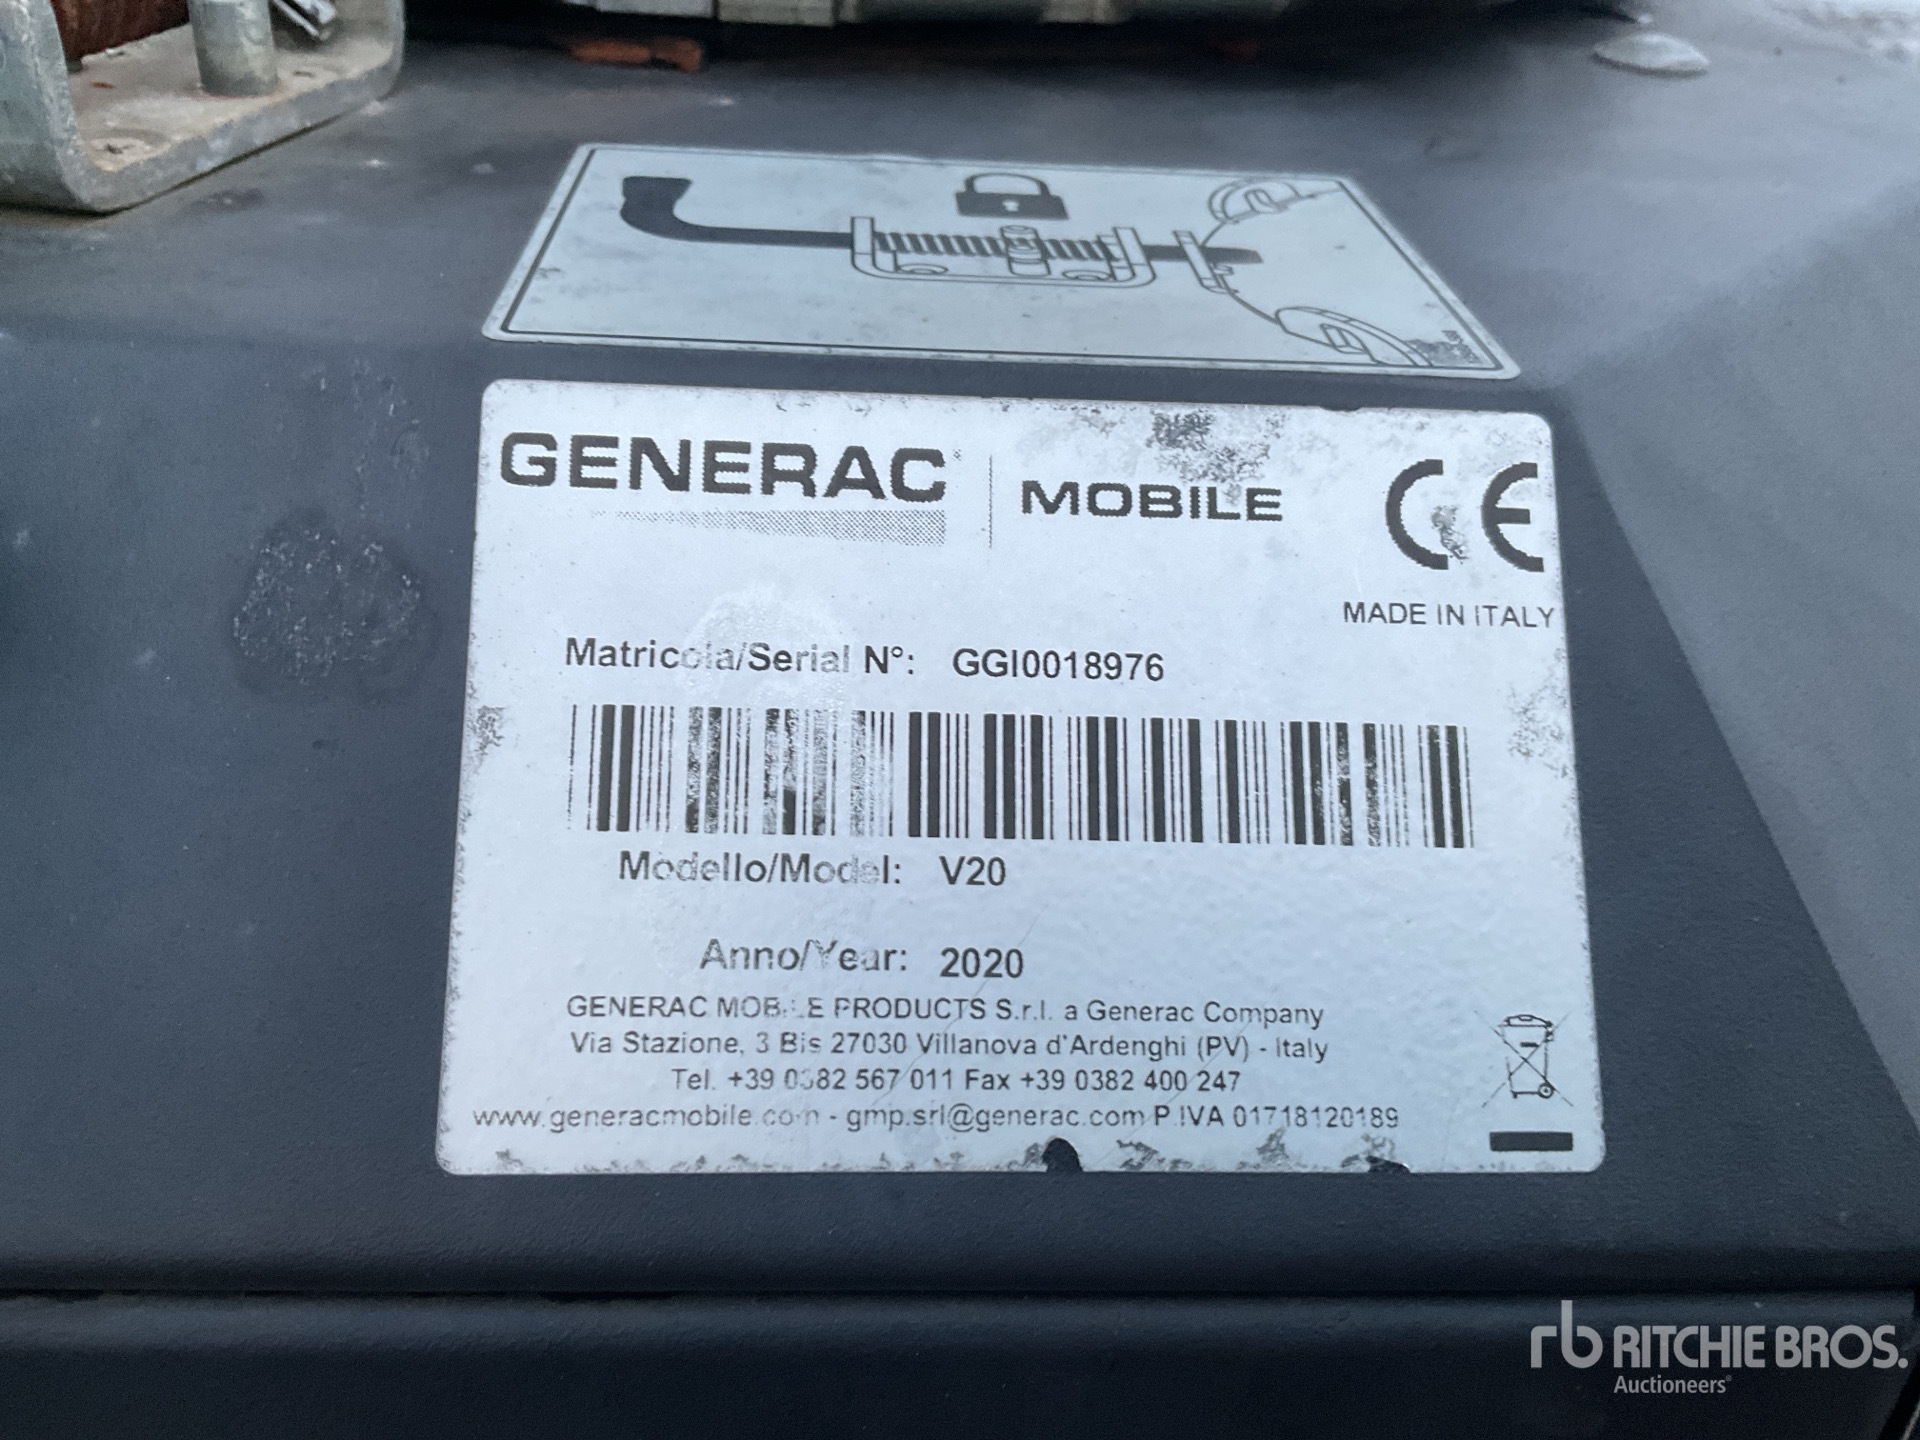 GENERAC
MOBILE
CE
MADE IN ITALY
Matricola/Serial N°: GGI0018976
Modello/Model: V20
Anno/Year: 2020
GENERAC MOBILE PRODUCTS S.r.l. a Generac Company
Via Stazione, 3 Bis 27030 Villanova d'Ardenghi (PV) - Italy
Tel. +39 0382 567 011 Fax +39 0382 400 247
www.generacmobile.com - gmp.srl@generac.com P.IVA 01718120189
rb RITCHIE BROS.
Auctioneers